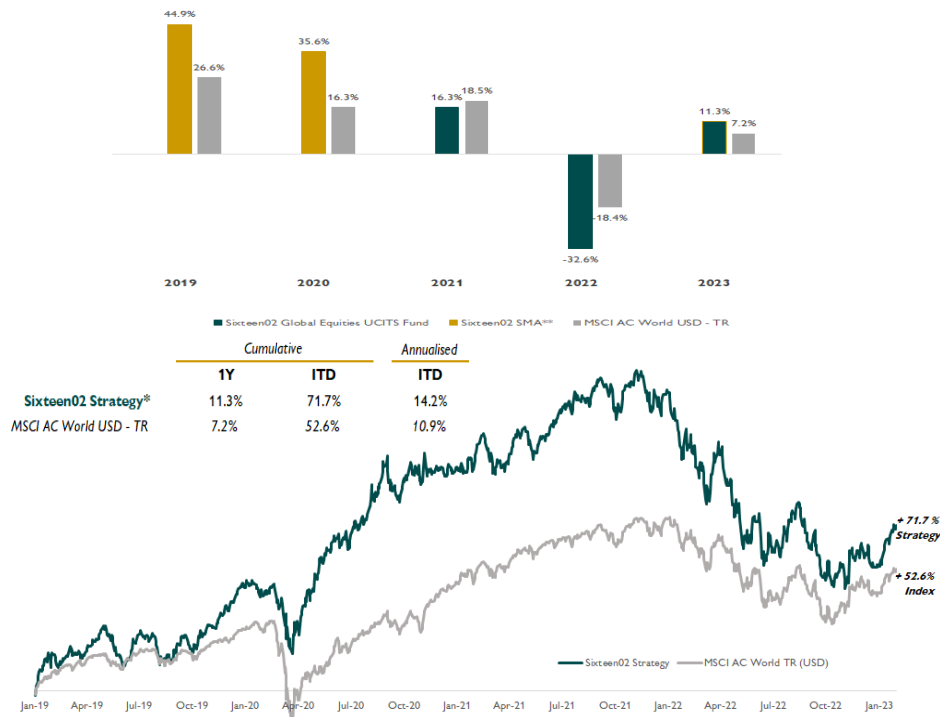 44.9%
35.6%
26.6%
16.3%
16.3%
18.5%
11.3%
7.2%
-18.4%
-32.6%
2019 2020 2021 2022 2023
Sixteen02 Global Equities UCITS Fund Sixteen02 SMA** MSCI AC World USD - TR
Cumulative Annualised
1Y ITD ITD
Sixteen02 Strategy* 11.3% 71.7% 14.2%
MSCI AC World USD - TR 7.2% 52.6% 10.9%
+ 71.7 %
Strategy
+ 52.6%
Index
Sixteen02 Strategy MSCI AC World TR (USD)
Jan-19 Apr-19 Jul-19 Oct-19 Jan-20 Apr-20 Jul-20 Oct-20 Jan-21 Apr-21 Jul-21 Oct-21 Jan-22 Apr-22 Jul-22 Oct-22 Jan-23